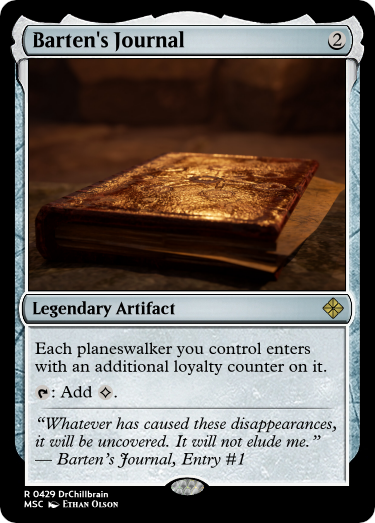 Barten's Journal 2
Legendary Artifact
Each planeswalker you control enters
with an additional loyalty counter on it.
: Add .
“Whatever has caused these disappearances,
it will be uncovered. It will not elude me.”
— Barten's Journal, Entry #1
R 0429 DrChillbrain
MSC Ethan Olson